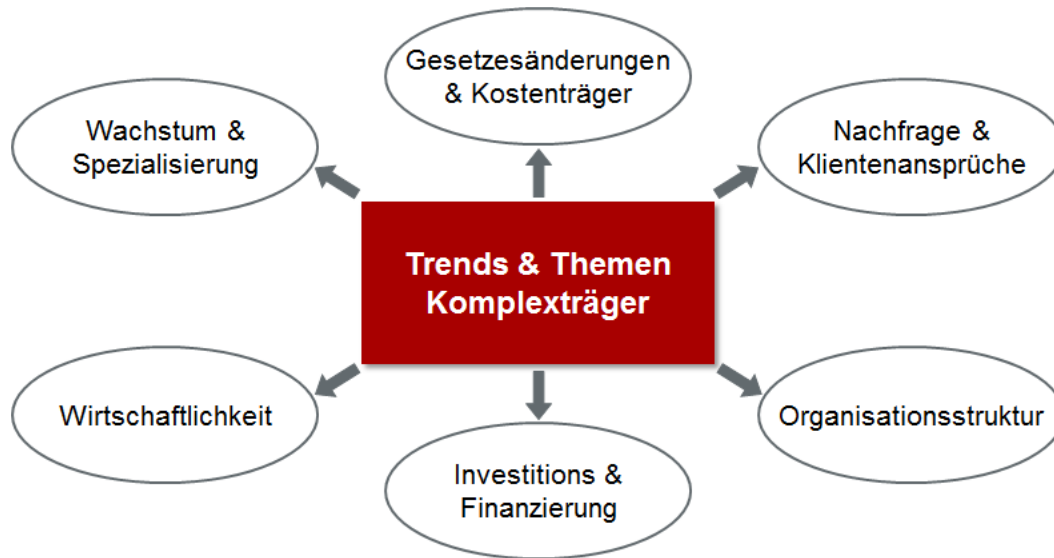 Gesetzesänderungen
& Kostenträger
Wachstum &
Spezialisierung
Nachfrage &
Klientenansprüche
Trends & Themen
Komplexträger
Wirtschaftlichkeit
Organisationsstruktur
Investitions &
Finanzierung